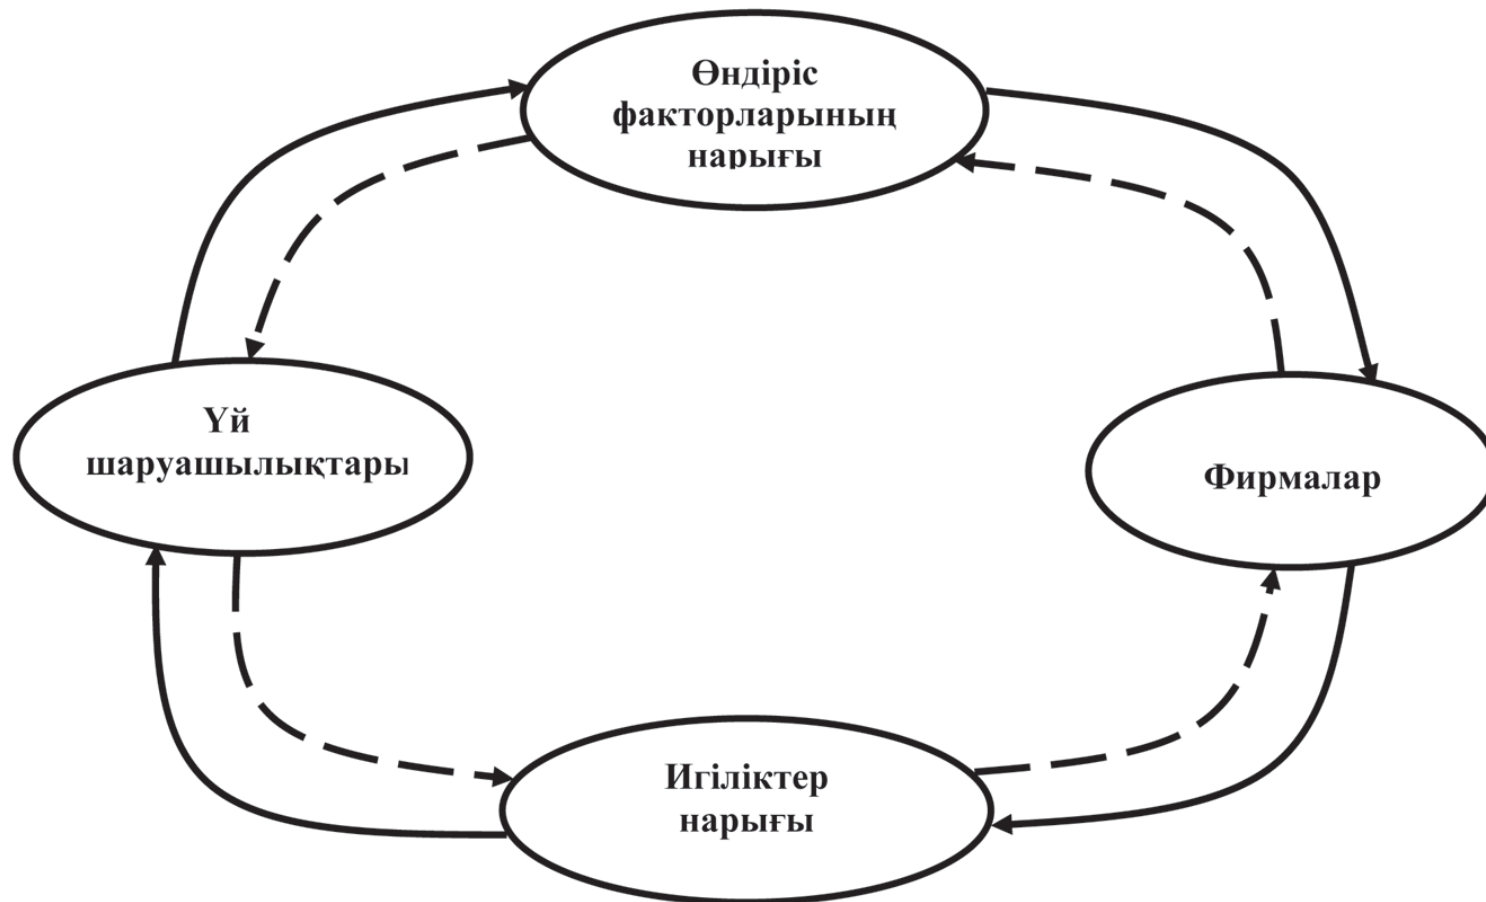 Өндіріс
факторларының
нарығы
Үй
шаруашылықтары
Фирмалар
Игіліктер
нарығы